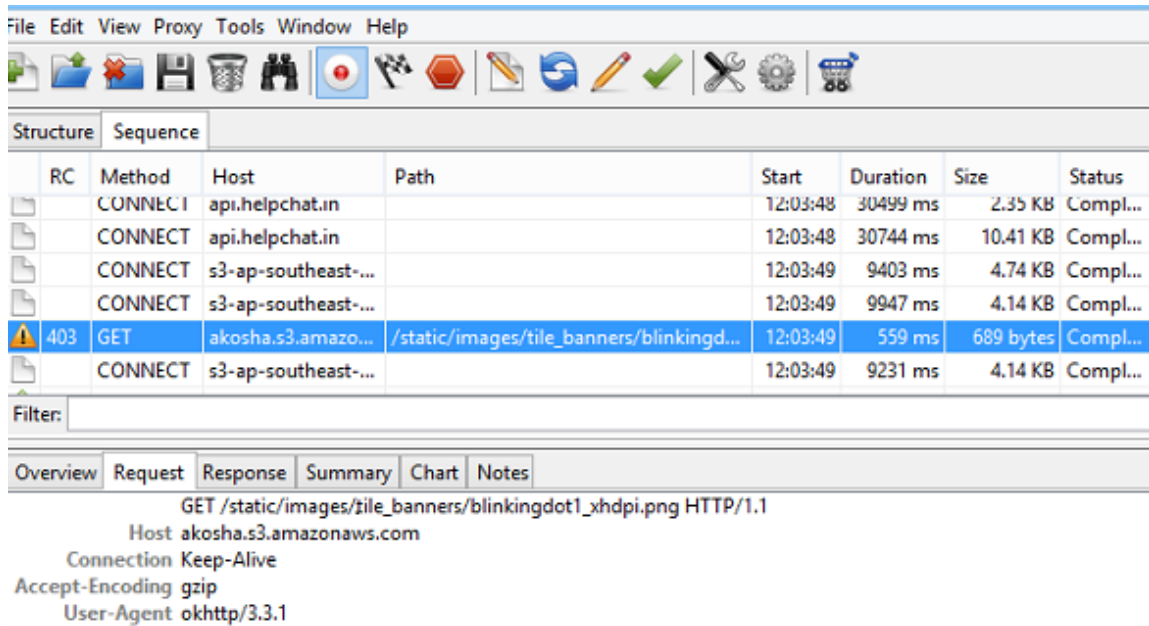 File Edit View Proxy Tools Window Help
Structure Sequence
RC Method Host Path Start Duration Size Status
CONNECT api.helpchat.in 12:03:48 30499 ms 2.35 KB Compl...
CONNECT api.helpchat.in 12:03:48 30744 ms 10.41 KB Compl...
CONNECT s3-ap-southeast-... 12:03:49 9403 ms 4.74 KB Compl...
CONNECT s3-ap-southeast-... 12:03:49 9947 ms 4.14 KB Compl...
403 GET akosha.s3.amazo... /static/images/tile_banners/blinkingd... 12:03:49 559 ms 689 bytes Compl...
CONNECT s3-ap-southeast-... 12:03:49 9231 ms 4.14 KB Compl...
Filter:
Overview Request Response Summary Chart Notes
GET /static/images/tile_banners/blinkingdot1_xhdpi.png HTTP/1.1
Host akosha.s3.amazonaws.com
Connection Keep-Alive
Accept-Encoding gzip
User-Agent okhttp/3.3.1